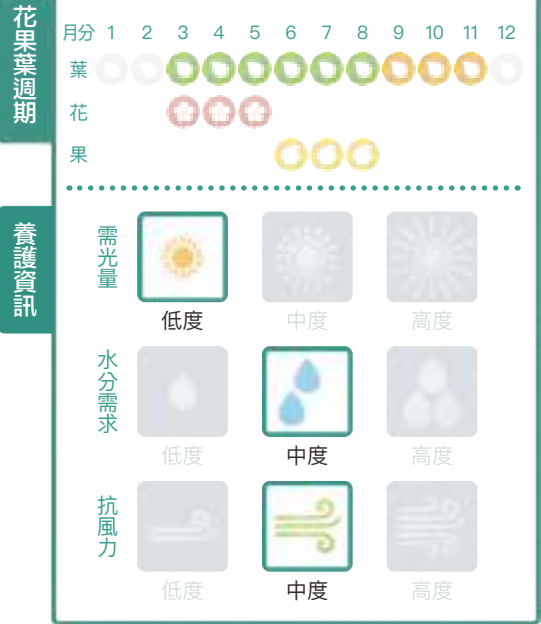 花果葉週期
月分 1 2 3 4 5 6 7 8 9 10 11 12
葉
花
果
養護資訊
需光量
低度 中度 高度
水分需求
低度 中度 高度
抗風力
低度 中度 高度